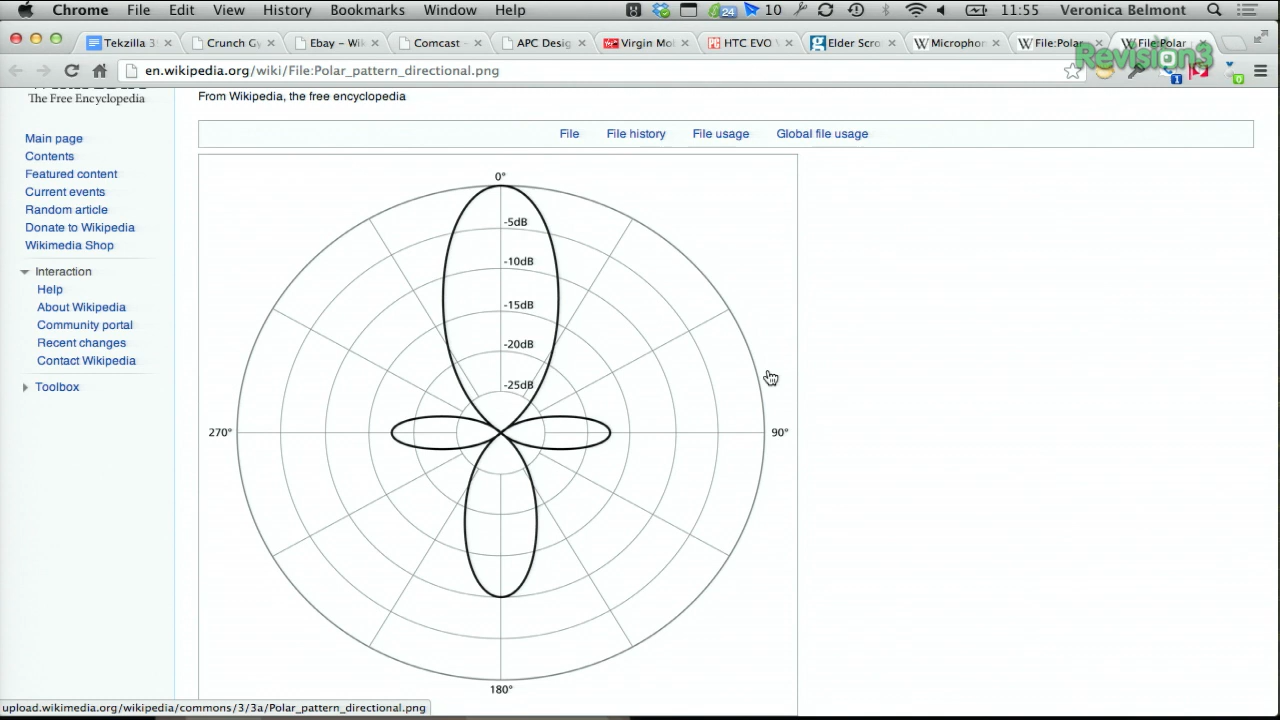 Chrome File Edit View History Bookmarks Window Help 24 10 11:55 Veronica Belmont
Tekzilla Crunch Ebay – Wi Comcast – APC Desig Virgin Mo HTC EVO Elder Scro Microphor File:Polar File:Polar
Revision3
en.wikipedia.org/wiki/File:Polar_pattern_directional.png
The Free Encyclopedia
From Wikipedia, the free encyclopedia
File File history File usage Global file usage
Main page
Contents
Featured content
Current events
Random article
Donate to Wikipedia
Wikimedia Shop
Interaction
Help
About Wikipedia
Community portal
Recent changes
Contact Wikipedia
Toolbox
0°
-5dB
-10dB
-15dB
-20dB
-25dB
270°
90°
180°
upload.wikimedia.org/wikipedia/commons/3/3a/Polar_pattern_directional.png